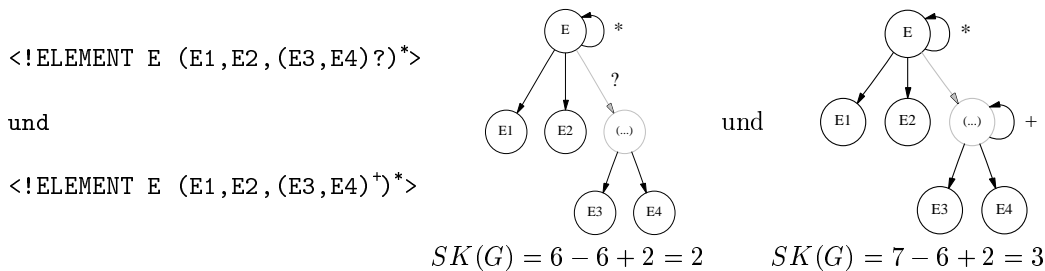 <!ELEMENT E (E1,E2,(E3,E4)?)*>
und
<!ELEMENT E (E1,E2,(E3,E4)+)*>
E
*
?
E1
E2
(...)
E3
E4
SK(G) = 6 − 6 + 2 = 2
und
E
*
E1
E2
(...)
+
E3
E4
SK(G) = 7 − 6 + 2 = 3